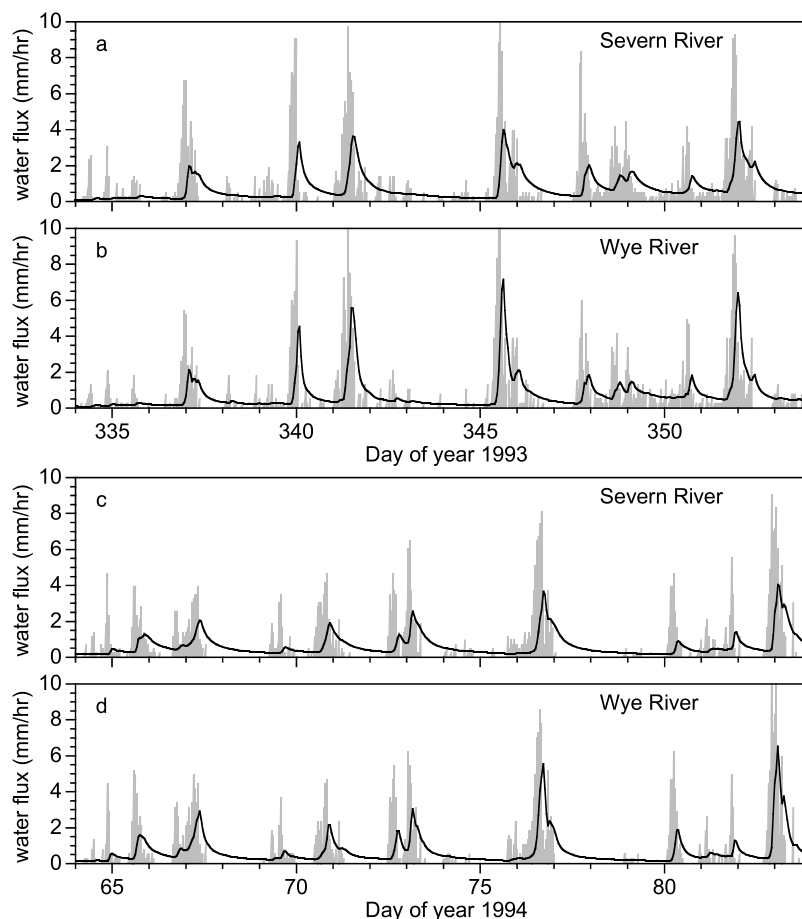 10
8
6
4
2
0
water flux (mm/hr)
a
Severn River
10
8
6
4
2
0
water flux (mm/hr)
b
Wye River
335 340 345 350
Day of year 1993
10
8
6
4
2
0
water flux (mm/hr)
c
Severn River
10
8
6
4
2
0
water flux (mm/hr)
d
Wye River
65 70 75 80
Day of year 1994